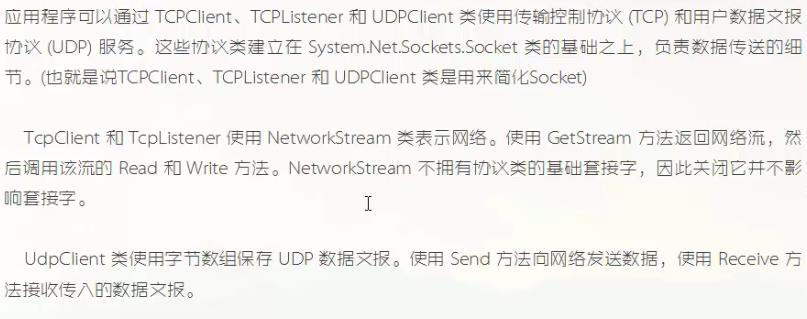 应用程序可以通过 TCPClient、TCPListener 和 UDPClient 类使用传输控制协议 (TCP) 和用户数据文报
协议 (UDP) 服务。这些协议类建立在 System.Net.Sockets.Socket 类的基础之上，负责数据传送的细
节。(也就是说TCPClient、TCPListener 和 UDPClient 类是用来简化Socket)
TcpClient 和 TcpListener 使用 NetworkStream 类表示网络。使用 GetStream 方法返回网络流，然
后调用该流的 Read 和 Write 方法。NetworkStream 不拥有协议类的基础套接字，因此关闭它并不影
响套接字。
UdpClient 类使用字节数组保存 UDP 数据文报。使用 Send 方法向网络发送数据，使用 Receive 方
法接收传入的数据文报。